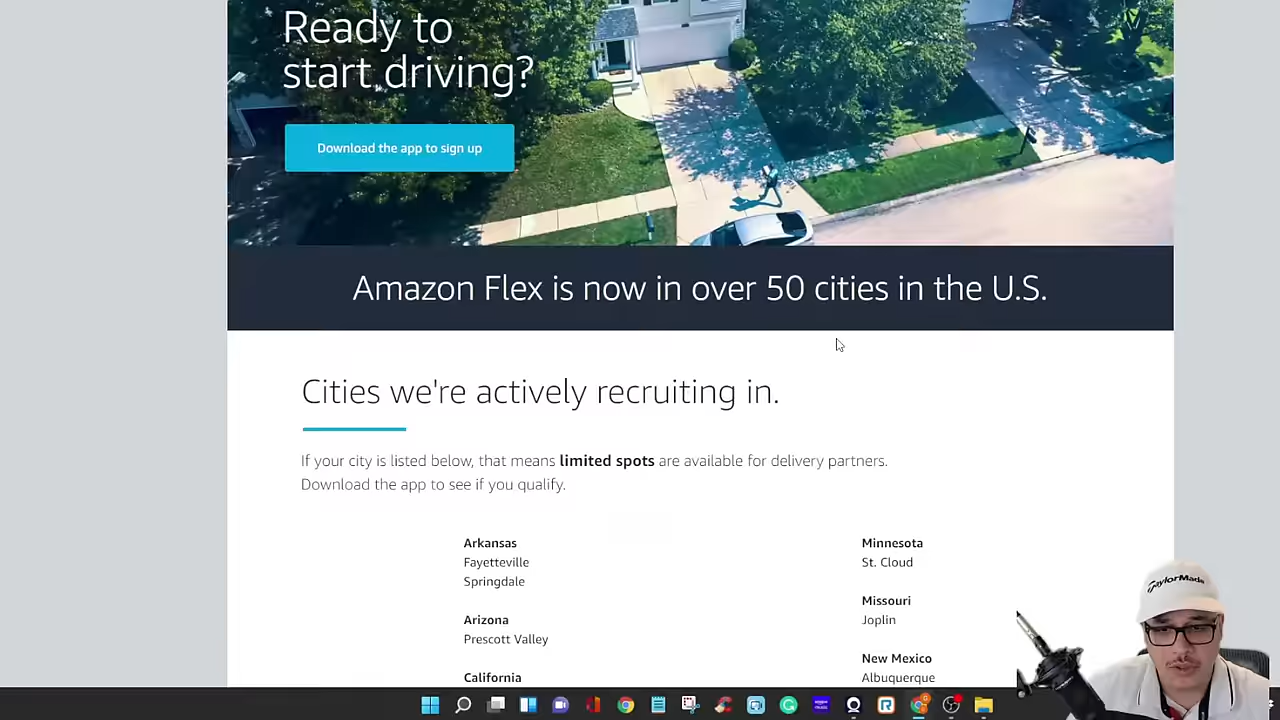 Ready to
start driving?
Download the app to sign up
Amazon Flex is now in over 50 cities in the U.S.
Cities we're actively recruiting in.
If your city is listed below, that means limited spots are available for delivery partners.
Download the app to see if you qualify.
Arkansas
Fayetteville
Springdale
Arizona
Prescott Valley
California
Minnesota
St. Cloud
Missouri
Joplin
New Mexico
Albuquerque
TaylorMade